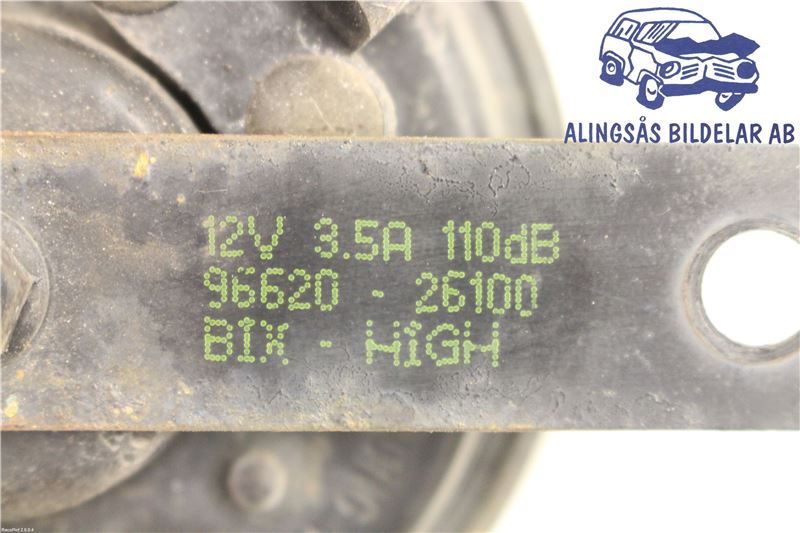 ALINGSÅS BILDELAR AB
12V 3.5A 110dB
96620 - 26100
BiX - HiGH